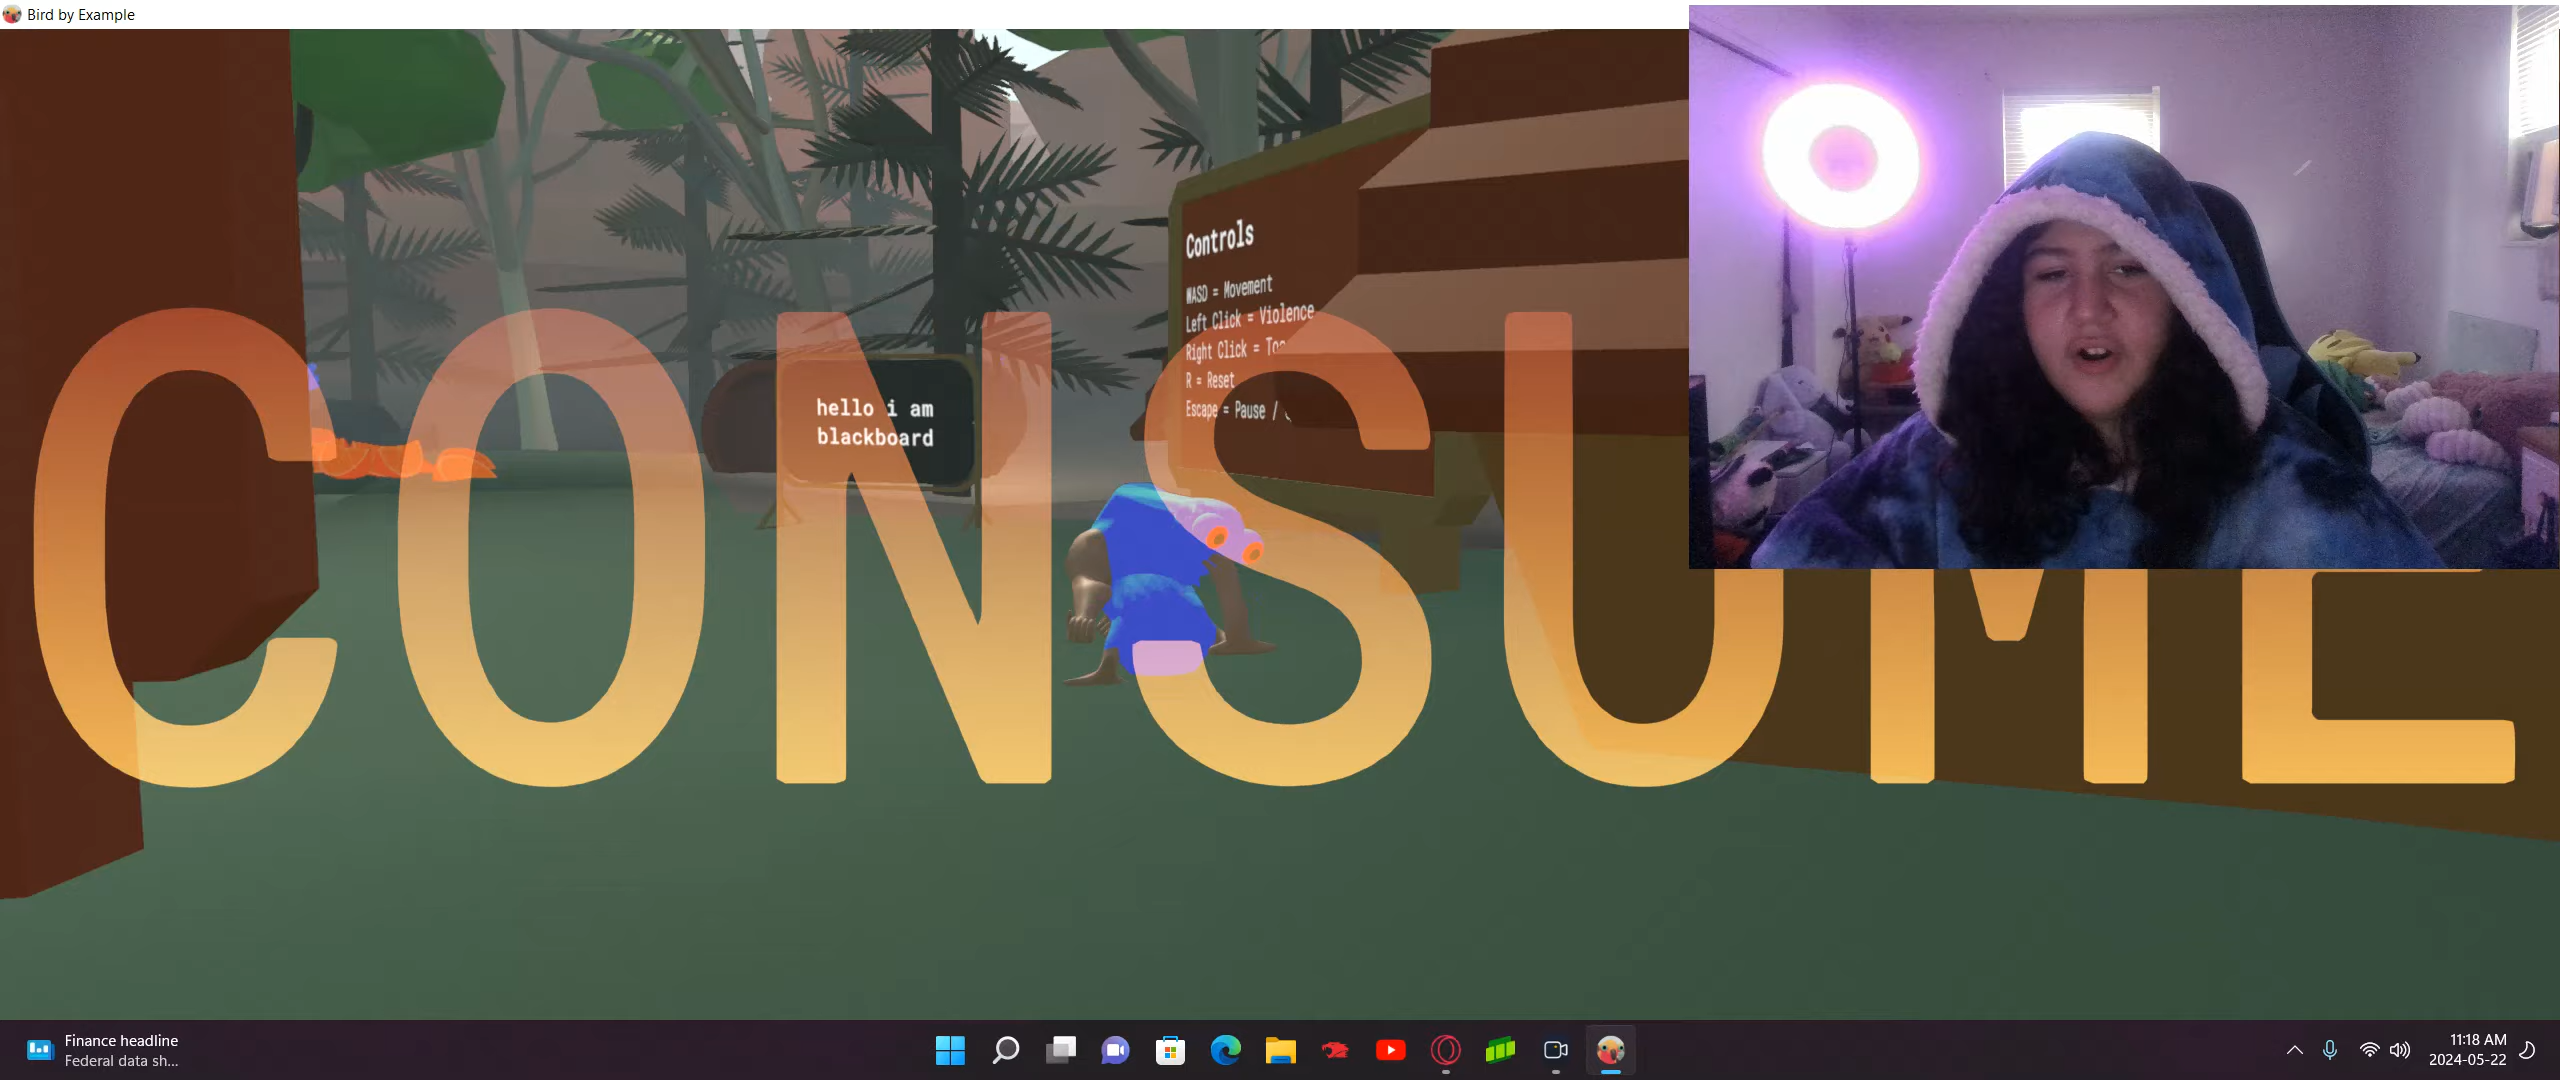 Bird by Example
Controls
WASD = Movement
Left Click = Violence
Right Click =
R = Reset
Escape = Pause /
hello i am
blackboard
CONSUME
Finance headline
Federal data sh...
11:18 AM
2024-05-22